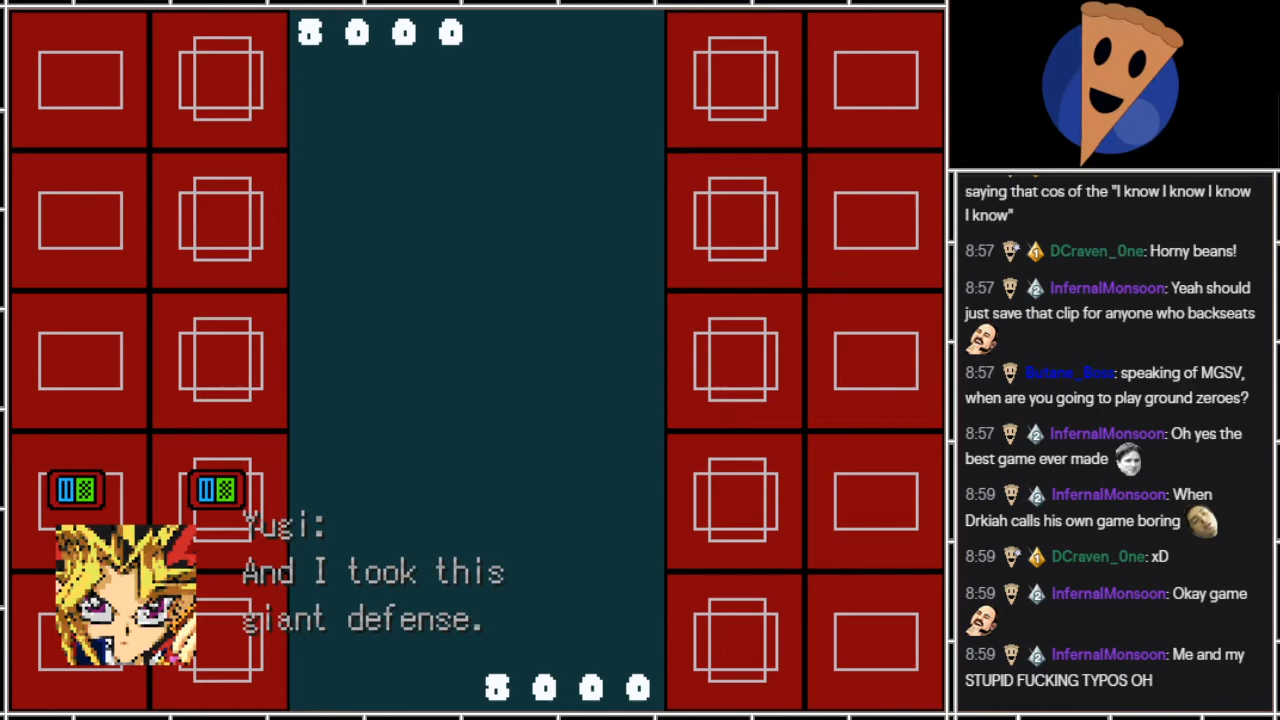 8000
Yugi:
And I took this
giant defense.
8000
saying that cos of the "I know I know I know
I know"
8:57 DCraven_One: Horny beans!
8:57 InfernalMonsoon: Yeah should
just save that clip for anyone who backseats
8:57 Butane_Boss: speaking of MGSV,
when are you going to play ground zeroes?
8:57 InfernalMonsoon: Oh yes the
best game ever made
8:59 InfernalMonsoon: When
Drkiah calls his own game boring
8:59 DCraven_One: xD
8:59 InfernalMonsoon: Okay game
8:59 InfernalMonsoon: Me and my
STUPID FUCKING TYPOS OH